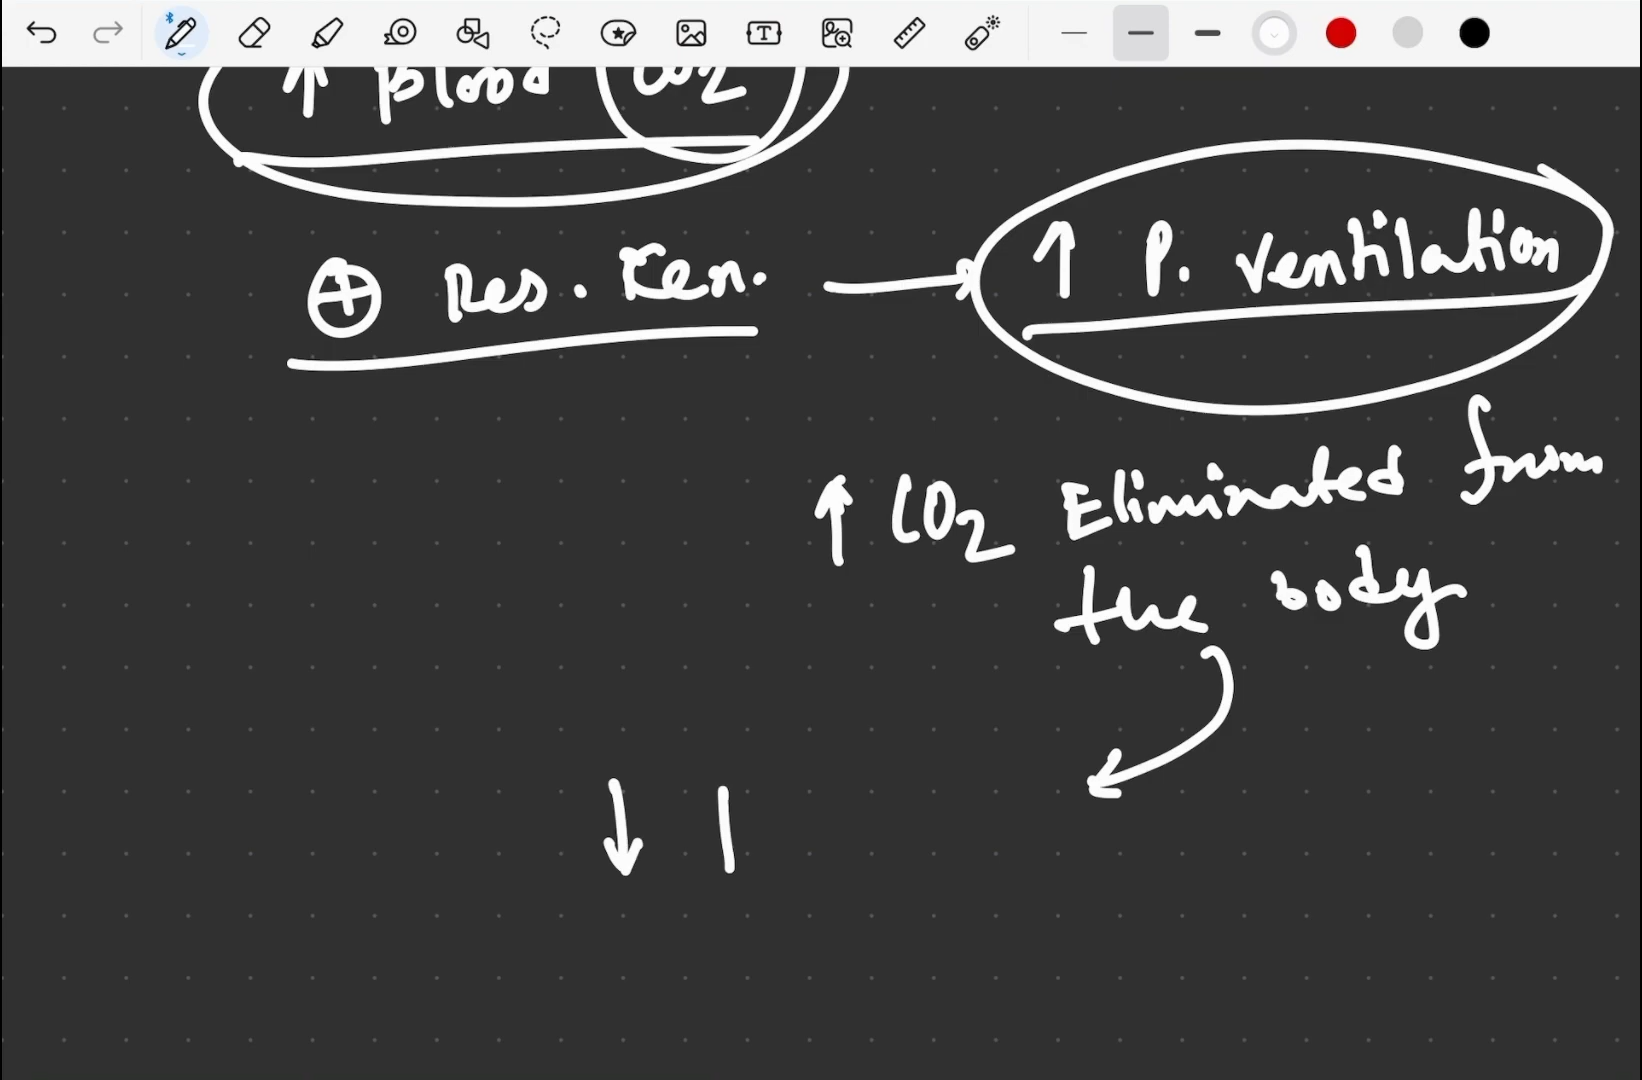 ↑ Blood CO2
⊕ Res. Cen. → ↑ P. ventilation
↑ CO2 Eliminated from
the body
↓ |